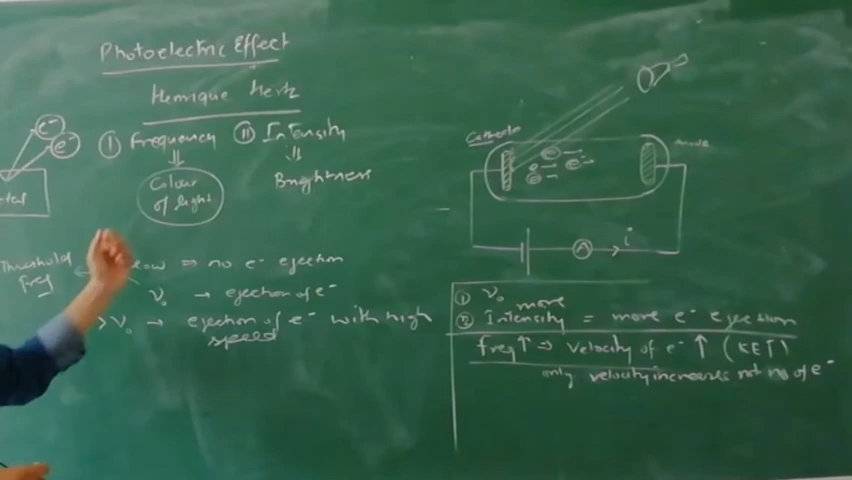 Photoelectric Effect
Henrique Hertz
e⁻
e⁻
I Frequency II Intensity
Colour of light
Brightness
Threshold freq
low ⇒ no e⁻ ejection
ν₀ → ejection of e⁻
> ν₀ → ejection of e⁻ with high speed
Cathode
Anode
e⁻
e⁻
e⁻
A
i
① ν₀
② more Intensity = more e⁻ ejection
freq ↑ ⇒ velocity of e⁻ ↑ (KE↑)
only velocity increases not no of e⁻